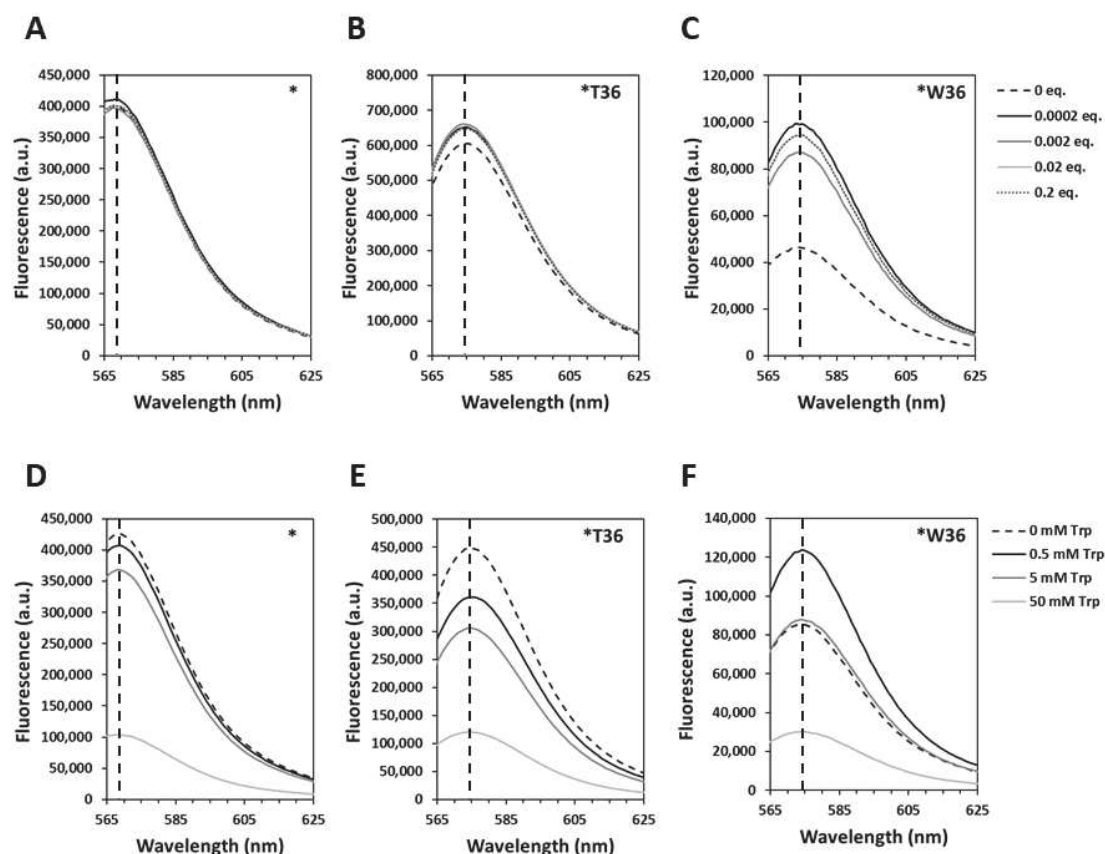 A
B
C
Fluorescence (a.u.)
450,000
400,000
350,000
300,000
250,000
200,000
150,000
100,000
50,000
0
*
565 585 605 625
Wavelength (nm)
Fluorescence (a.u.)
800,000
700,000
600,000
500,000
400,000
300,000
200,000
100,000
0
*T36
565 585 605 625
Wavelength (nm)
Fluorescence (a.u.)
120,000
100,000
80,000
60,000
40,000
20,000
0
*W36
565 585 605 625
Wavelength (nm)
0 eq.
0.0002 eq.
0.002 eq.
0.02 eq.
0.2 eq.
D
E
F
Fluorescence (a.u.)
450,000
400,000
350,000
300,000
250,000
200,000
150,000
100,000
50,000
0
*
565 585 605 625
Wavelength (nm)
Fluorescence (a.u.)
500,000
450,000
400,000
350,000
300,000
250,000
200,000
150,000
100,000
50,000
0
*T36
565 585 605 625
Wavelength (nm)
Fluorescence (a.u.)
140,000
120,000
100,000
80,000
60,000
40,000
20,000
0
*W36
565 585 605 625
Wavelength (nm)
0 mM Trp
0.5 mM Trp
5 mM Trp
50 mM Trp